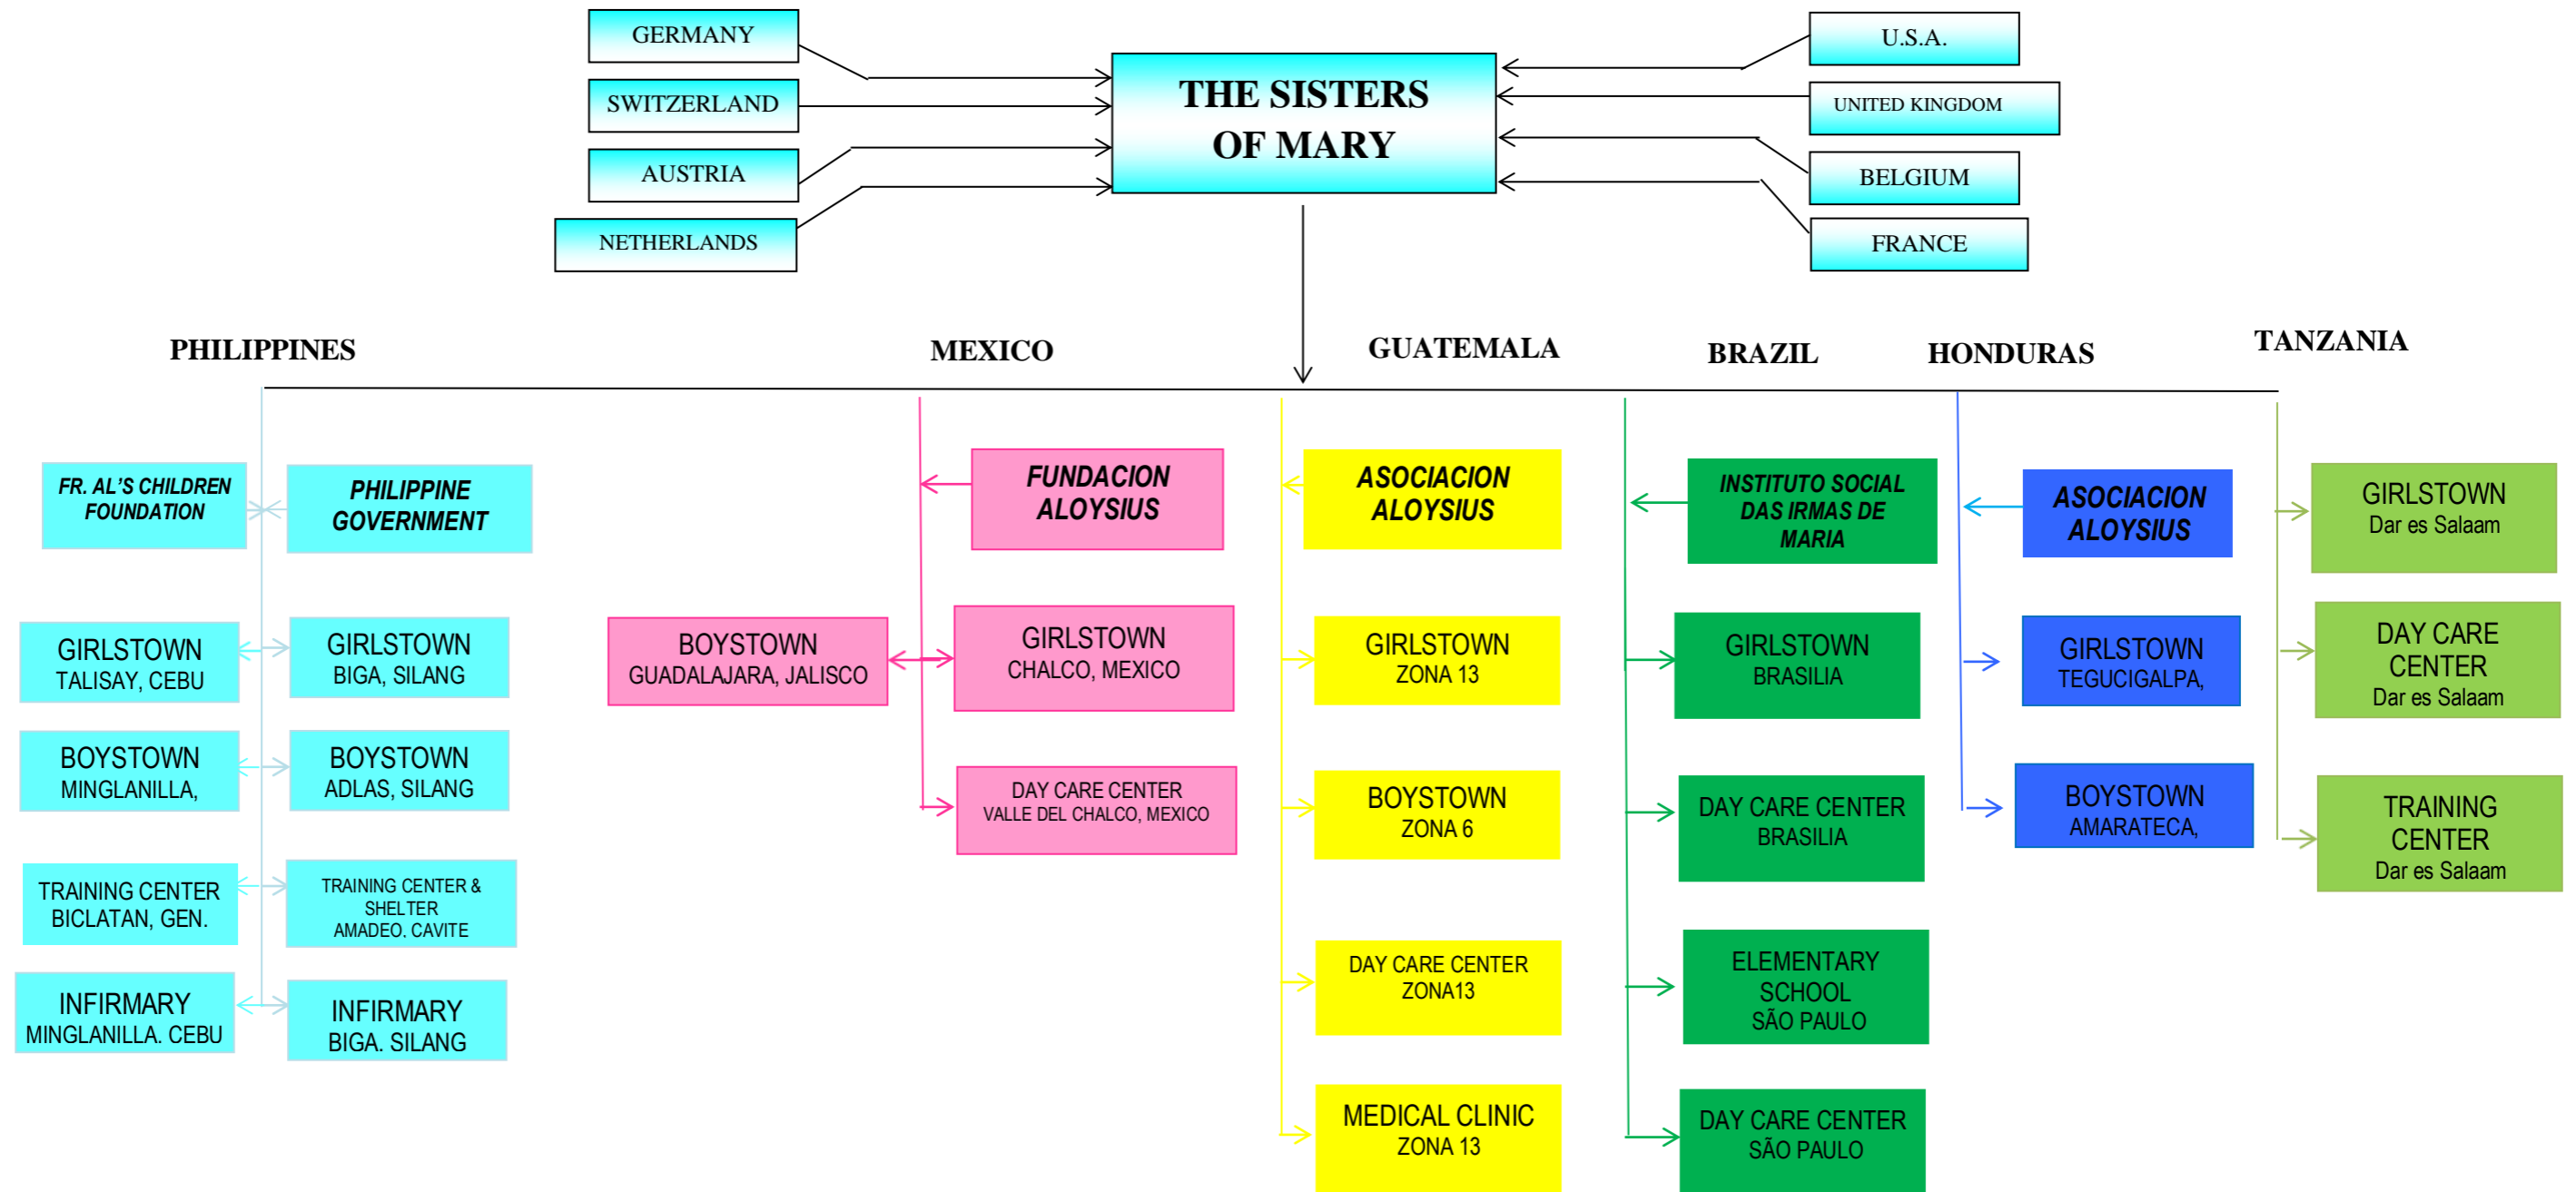 GERMANY
SWITZERLAND
AUSTRIA
NETHERLANDS
THE SISTERS
OF MARY
U.S.A.
UNITED KINGDOM
BELGIUM
FRANCE
PHILIPPINES
MEXICO
GUATEMALA
BRAZIL
HONDURAS
TANZANIA
FR. AL'S CHILDREN
FOUNDATION
PHILIPPINE
GOVERNMENT
GIRLSTOWN
TALISAY, CEBU
GIRLSTOWN
BIGA, SILANG
BOYSTOWN
MINGLANILLA,
BOYSTOWN
ADLAS, SILANG
TRAINING CENTER
BICLATAN, GEN.
TRAINING CENTER &
SHELTER
AMADEO. CAVITE
INFIRMARY
MINGLANILLA. CEBU
INFIRMARY
BIGA. SILANG
FUNDACION
ALOYSIUS
BOYSTOWN
GUADALAJARA, JALISCO
GIRLSTOWN
CHALCO, MEXICO
DAY CARE CENTER
VALLE DEL CHALCO, MEXICO
ASOCIACION
ALOYSIUS
GIRLSTOWN
ZONA 13
BOYSTOWN
ZONA 6
DAY CARE CENTER
ZONA13
MEDICAL CLINIC
ZONA 13
INSTITUTO SOCIAL
DAS IRMAS DE
MARIA
GIRLSTOWN
BRASILIA
DAY CARE CENTER
BRASILIA
ELEMENTARY
SCHOOL
SÃO PAULO
DAY CARE CENTER
SÃO PAULO
ASOCIACION
ALOYSIUS
GIRLSTOWN
TEGUCIGALPA,
BOYSTOWN
AMARATECA,
GIRLSTOWN
Dar es Salaam
DAY CARE
CENTER
Dar es Salaam
TRAINING
CENTER
Dar es Salaam